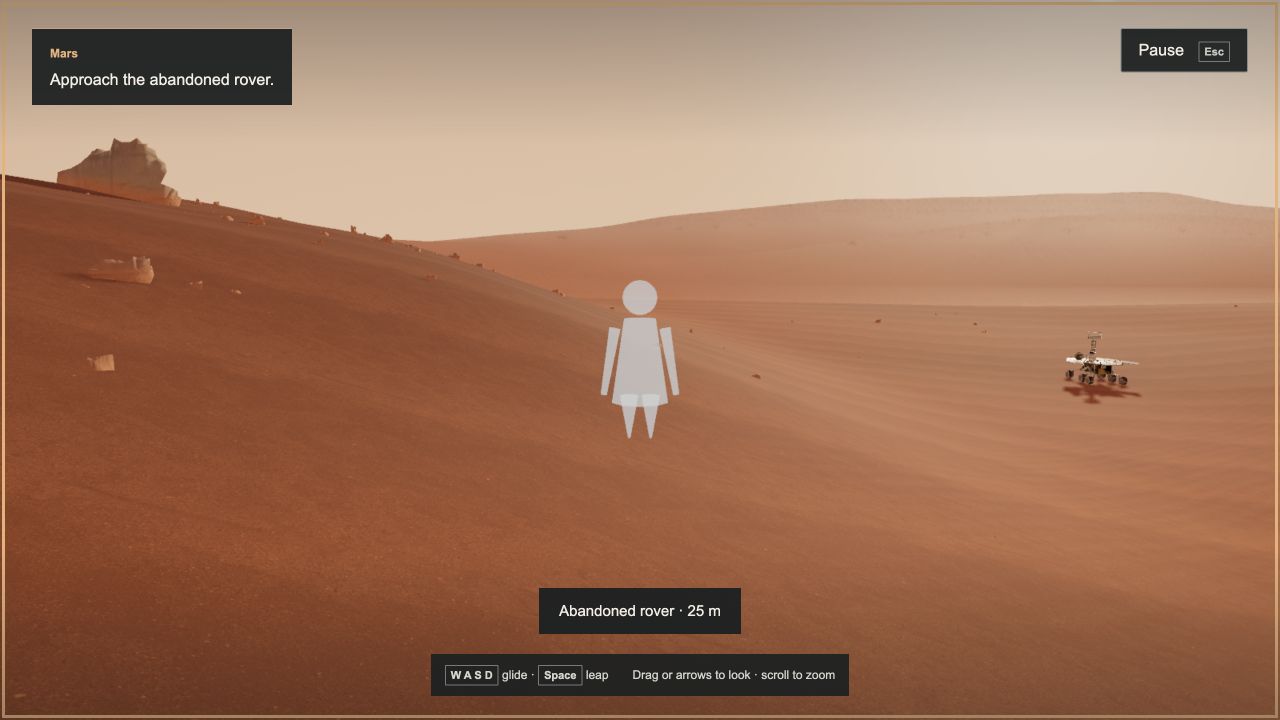 Mars
Approach the abandoned rover.
Pause Esc
Abandoned rover · 25 m
W A S D glide · Space leap Drag or arrows to look · scroll to zoom